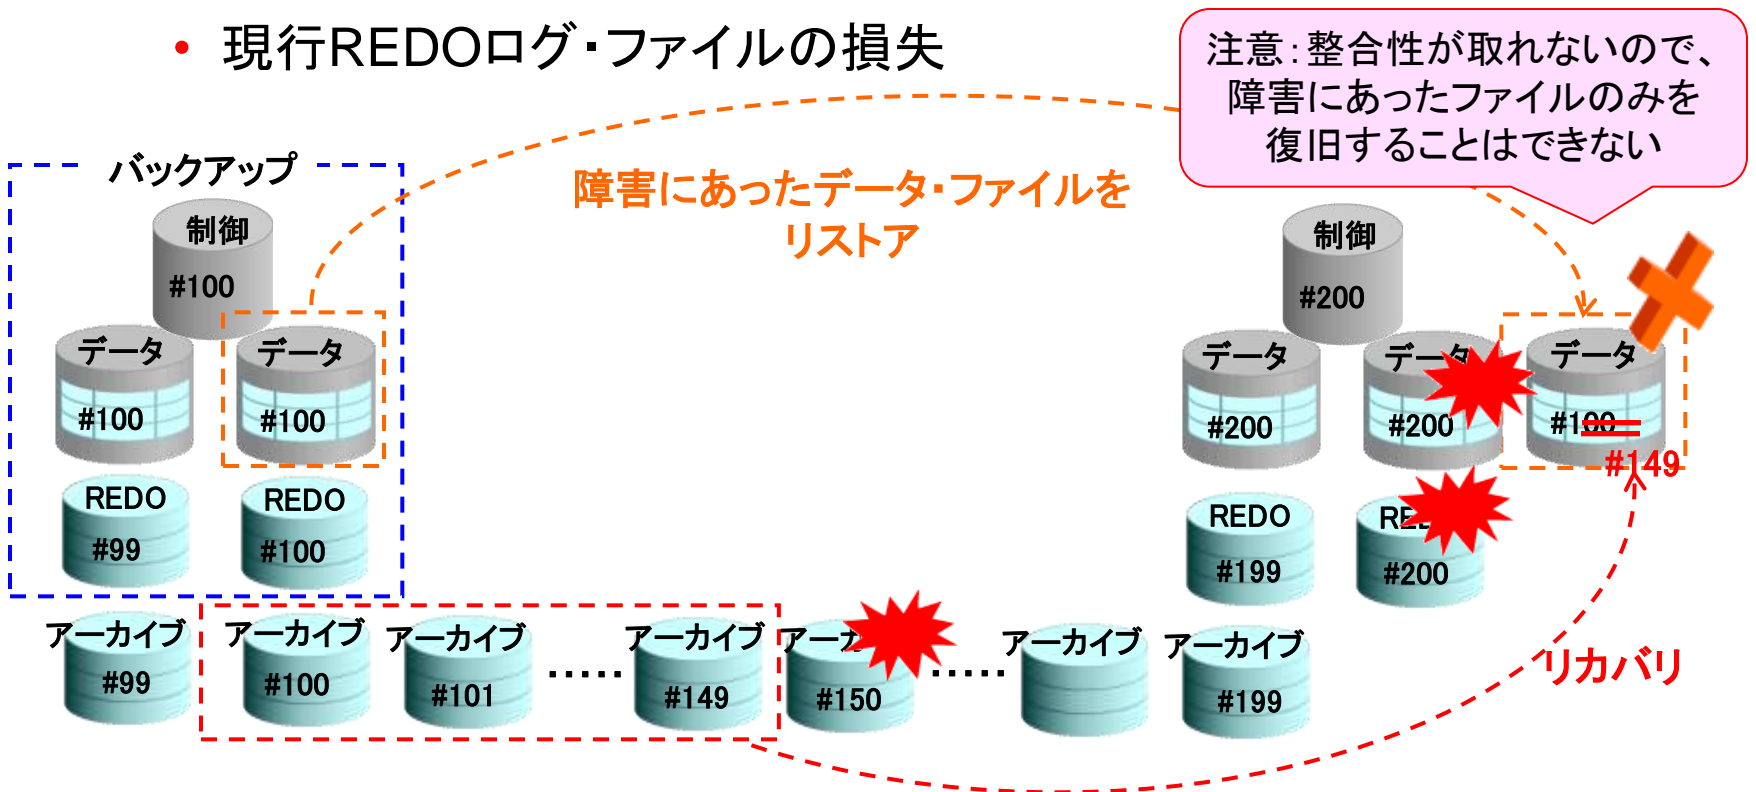 • 現行REDOログ・ファイルの損失
注意：整合性が取れないので、
障害にあったファイルのみを
復旧することはできない
バックアップ
障害にあったデータ・ファイルを
リストア
制御
#100
データ
#100
データ
#100
REDO
#99
REDO
#100
制御
#200
データ
#200
データ
#200
データ
#100
#149
REDO
#199
#200
アーカイブ
#99
アーカイブ
#100
アーカイブ
#101
……
アーカイブ
#149
#150
……
アーカイブ
アーカイブ
#199
リカバリ